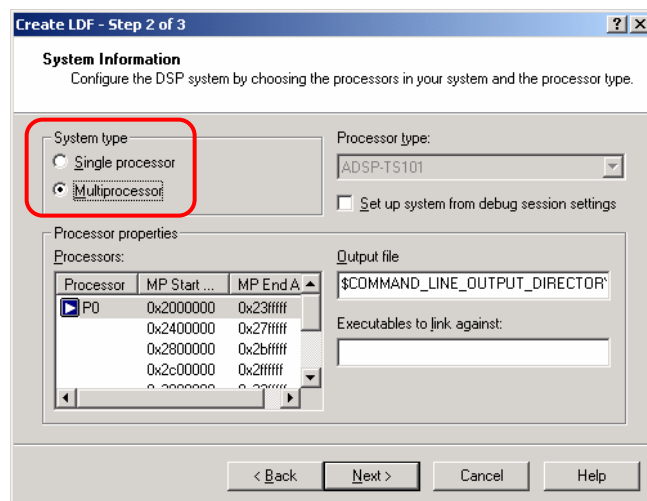 Create LDF - Step 2 of 3
System Information
Configure the DSP system by choosing the processors in your system and the processor type.
System type
Single processor
Multiprocessor
Processor type:
ADSP-TS101
Set up system from debug session settings
Processor properties
Processors:
Processor MP Start ... MP End A
P0 0x2000000 0x23fffff
0x2400000 0x27fffff
0x2800000 0x2bfffff
0x2c00000 0x2ffffff
Output file
$COMMAND_LINE_OUTPUT_DIRECTORY
Executables to link against:
< Back Next > Cancel Help